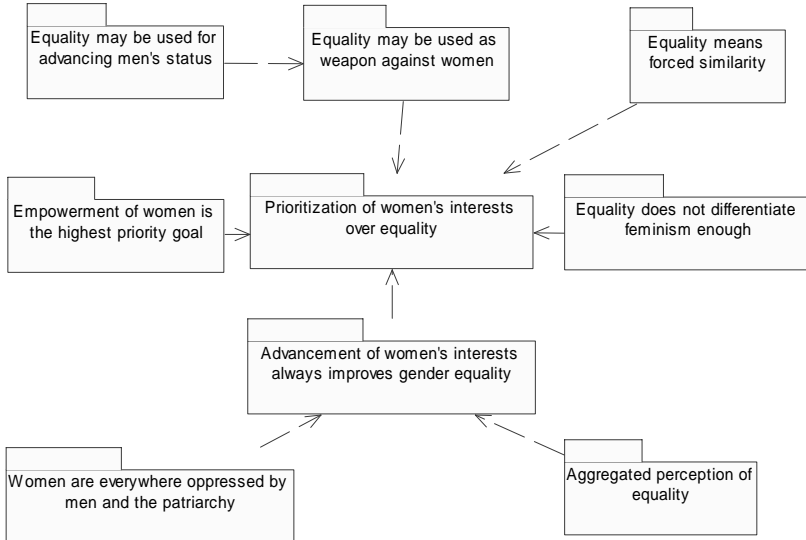 Equality may be used for
advancing men's status
Equality may be used as
weapon against women
Equality means
forced similarity
Empowerment of women is
the highest priority goal
Prioritization of women's interests
over equality
Equality does not differentiate
feminism enough
Advancement of women's interests
always improves gender equality
Women are everywhere oppressed by
men and the patriarchy
Aggregated perception of
equality